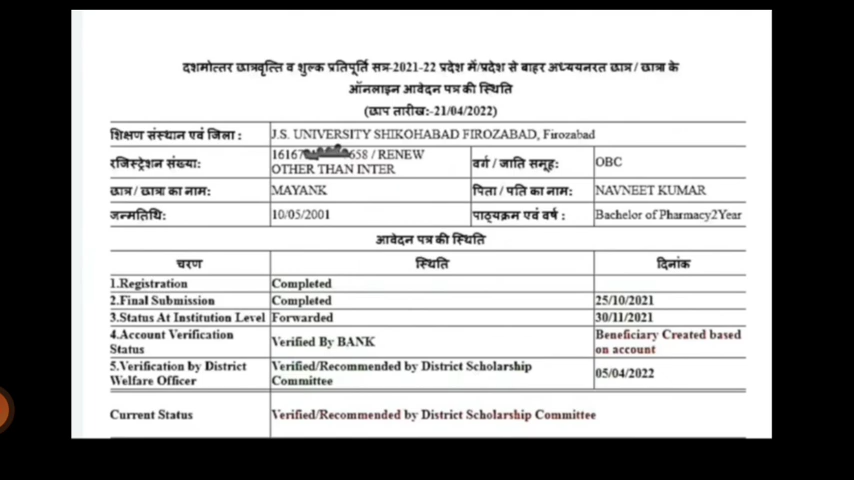 दशमोत्तर छात्रवृत्ति व शुल्क प्रतिपूर्ति सत्र-2021-22 प्रदेश में/प्रदेश से बाहर अध्ययनरत छात्र / छात्रा के
ऑनलाइन आवेदन पत्र की स्थिति
(छाप तारीख:-21/04/2022)
शिक्षण संस्थान एवं जिला : J.S. UNIVERSITY SHIKOHABAD FIROZABAD, Firozabad
रजिस्ट्रेशन संख्या: 16167 658 / RENEW OTHER THAN INTER वर्ग / जाति समूह: OBC
छात्र / छात्रा का नाम: MAYANK पिता / पति का नाम: NAVNEET KUMAR
जन्मतिथि: 10/05/2001 पाठ्यक्रम एवं वर्ष : Bachelor of Pharmacy2Year
आवेदन पत्र की स्थिति
चरण स्थिति दिनांक
1.Registration Completed
2.Final Submission Completed 25/10/2021
3.Status At Institution Level Forwarded 30/11/2021
4.Account Verification Status Verified By BANK Beneficiary Created based on account
5.Verification by District Welfare Officer Verified/Recommended by District Scholarship Committee 05/04/2022
Current Status Verified/Recommended by District Scholarship Committee